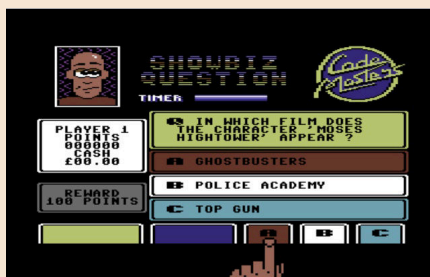 SHOWBIZ
QUESTION
Code
Masters
TIMER
PLAYER 1
POINTS
000000
CASH
£00.00
Q IN WHICH FILM DOES
THE CHARACTER 'MOSES
HIGHTOWER' APPEAR ?
A GHOSTBUSTERS
B POLICE ACADEMY
C TOP GUN
REWARD
100 POINTS
A B C